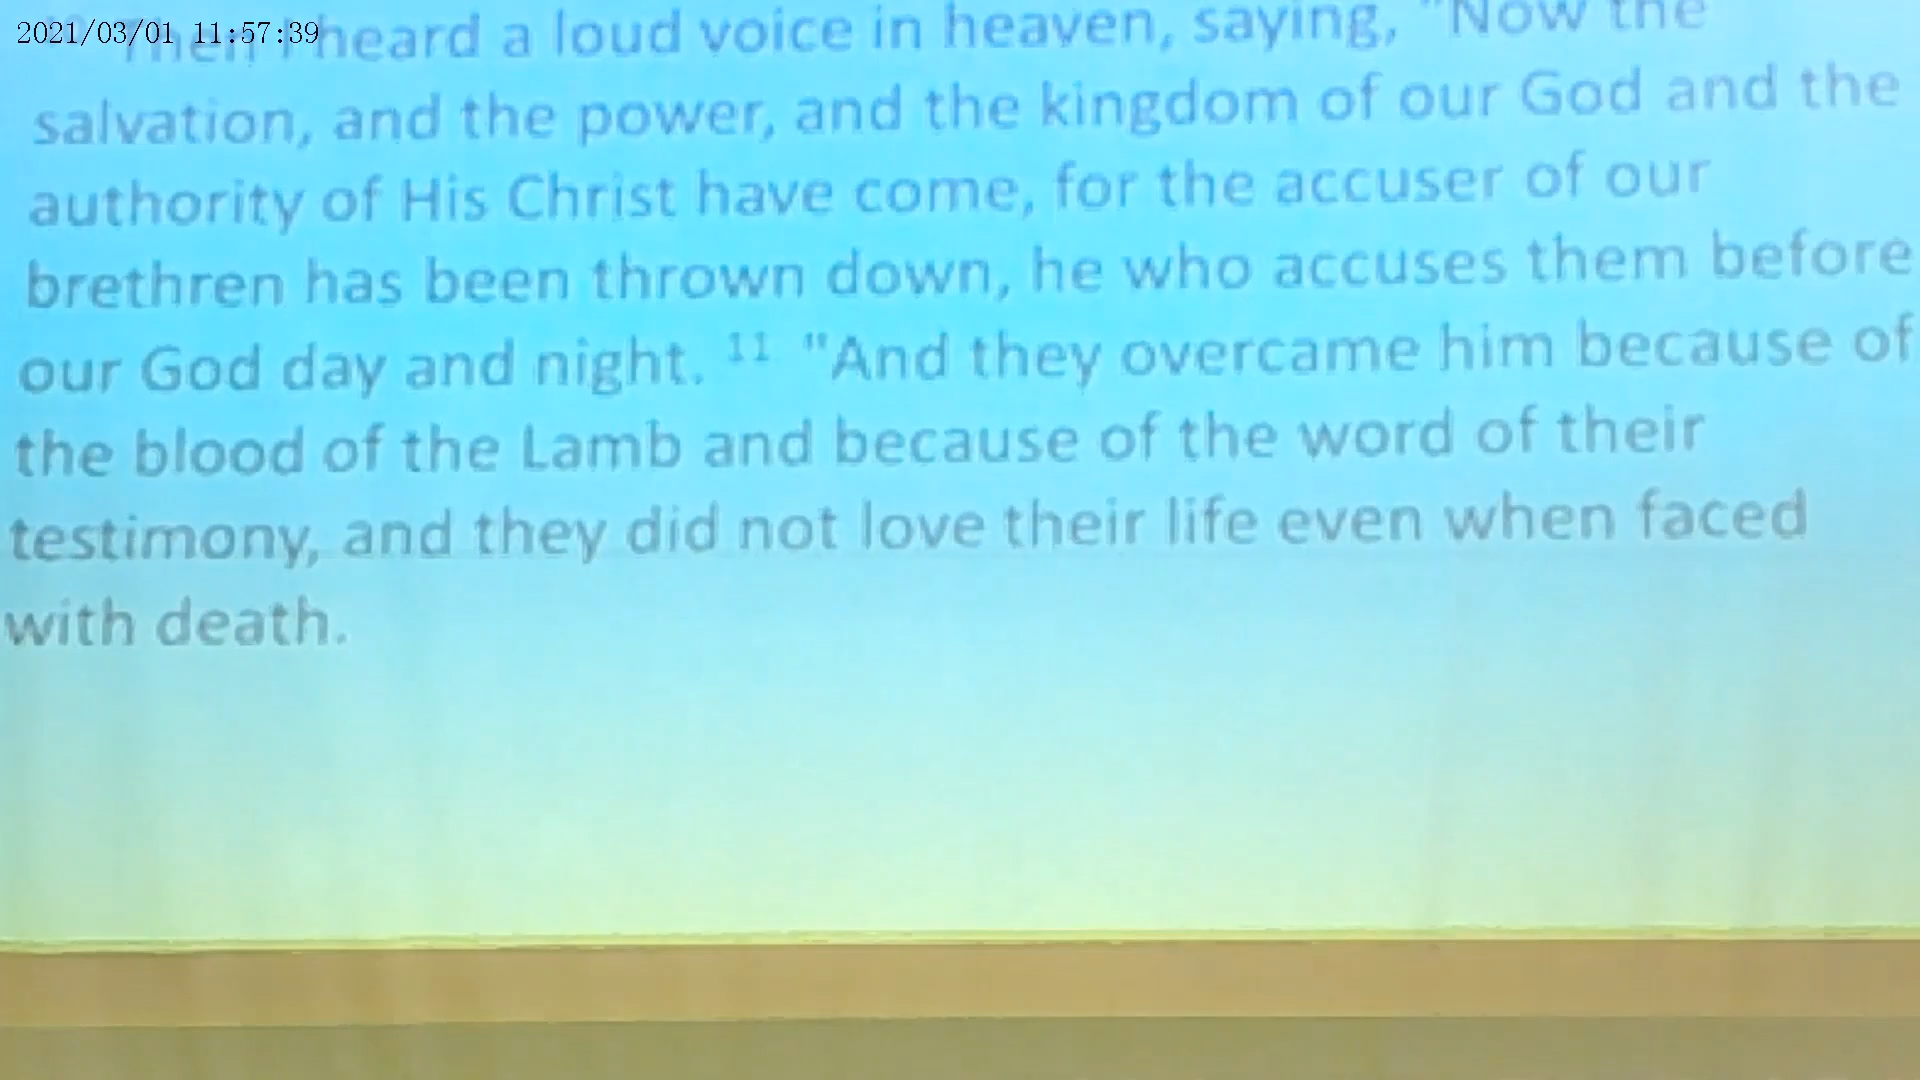 2021/03/01 11:57:39
Then I heard a loud voice in heaven, saying, "Now the
salvation, and the power, and the kingdom of our God and the
authority of His Christ have come, for the accuser of our
brethren has been thrown down, he who accuses them before
our God day and night. 11 "And they overcame him because of
the blood of the Lamb and because of the word of their
testimony, and they did not love their life even when faced
with death.